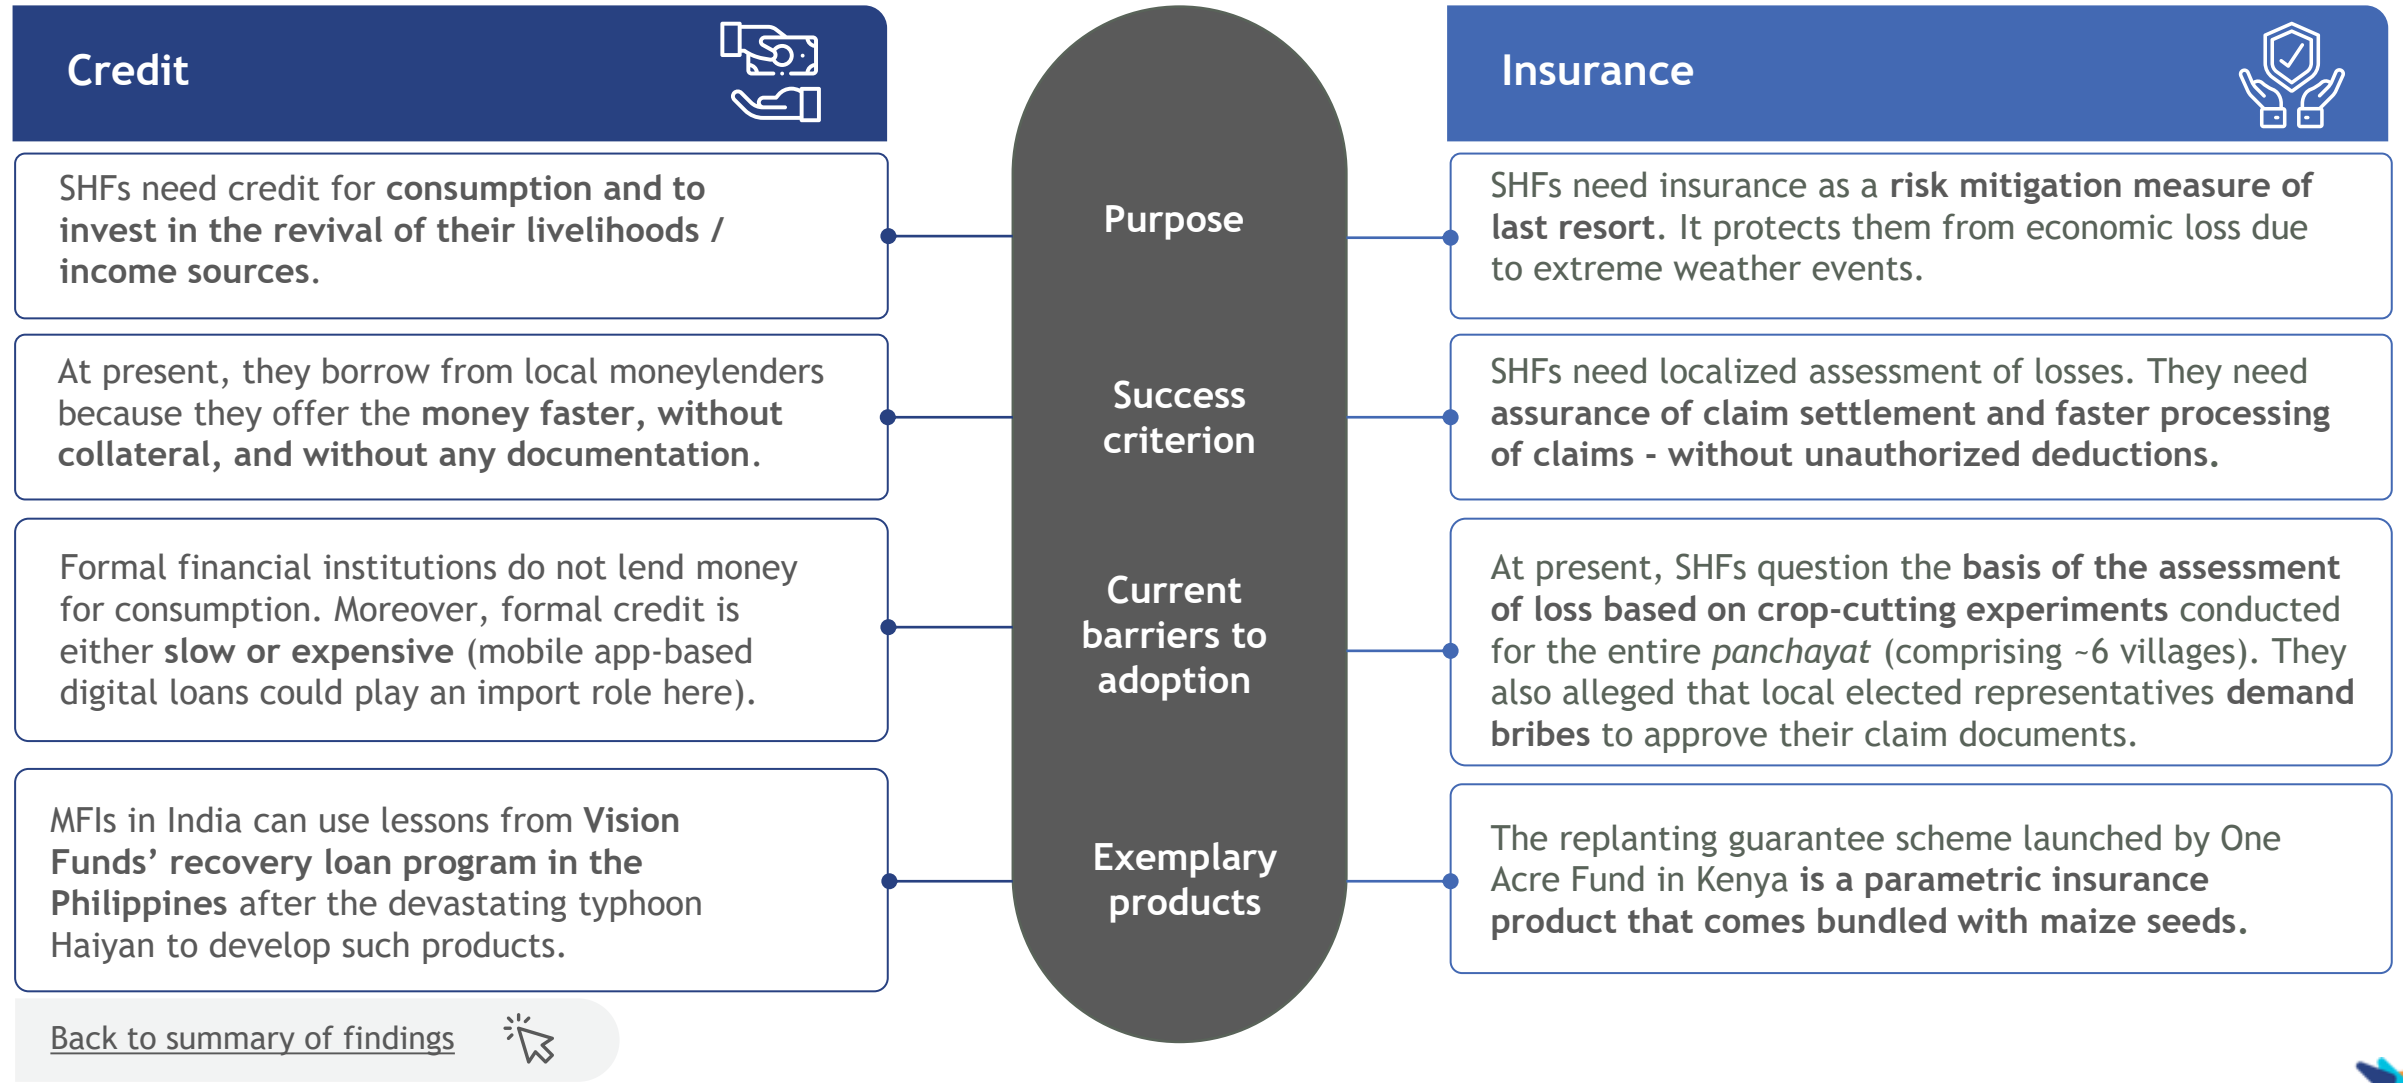 Credit
Insurance
SHFs need credit for consumption and to
invest in the revival of their livelihoods /
income sources.
Purpose
SHFs need insurance as a risk mitigation measure of
last resort. It protects them from economic loss due
to extreme weather events.
At present, they borrow from local moneylenders
because they offer the money faster, without
collateral, and without any documentation.
Success
criterion
SHFs need localized assessment of losses. They need
assurance of claim settlement and faster processing
of claims - without unauthorized deductions.
Formal financial institutions do not lend money
for consumption. Moreover, formal credit is
either slow or expensive (mobile app-based
digital loans could play an import role here).
Current
barriers to
adoption
At present, SHFs question the basis of the assessment
of loss based on crop-cutting experiments conducted
for the entire panchayat (comprising ~6 villages). They
also alleged that local elected representatives demand
bribes to approve their claim documents.
MFIs in India can use lessons from Vision
Funds’ recovery loan program in the
Philippines after the devastating typhoon
Haiyan to develop such products.
Exemplary
products
The replanting guarantee scheme launched by One
Acre Fund in Kenya is a parametric insurance
product that comes bundled with maize seeds.
Back to summary of findings